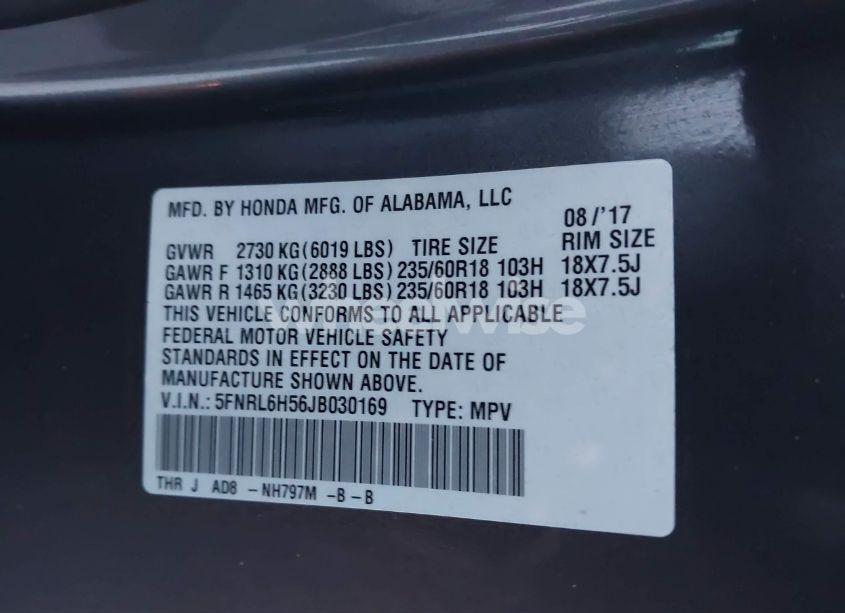 MFD. BY HONDA MFG. OF ALABAMA, LLC 08/'17
GVWR 2730 KG(6019 LBS) TIRE SIZE RIM SIZE
GAWR F 1310 KG(2888 LBS) 235/60R18 103H 18X7.5J
GAWR R 1465 KG(3230 LBS) 235/60R18 103H 18X7.5J
THIS VEHICLE CONFORMS TO ALL APPLICABLE
FEDERAL MOTOR VEHICLE SAFETY
STANDARDS IN EFFECT ON THE DATE OF
MANUFACTURE SHOWN ABOVE.
V.I.N.: 5FNRL6H56JB030169 TYPE: MPV
THR J AD8 -NH797M -B-B